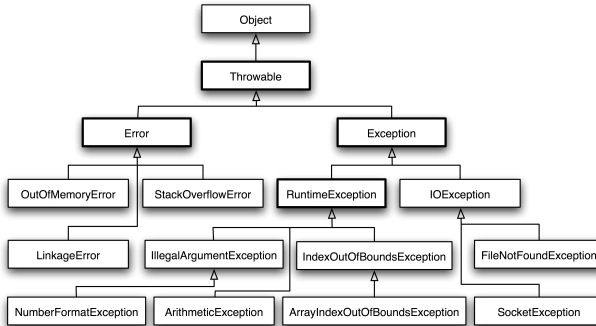 Object
Throwable
Error
Exception
OutOfMemoryError
StackOverflowError
RuntimeException
IOException
LinkageError
IllegalArgumentException
IndexOutOfBoundsException
FileNotFoundException
NumberFormatException
ArithmeticException
ArrayIndexOutOfBoundsException
SocketException